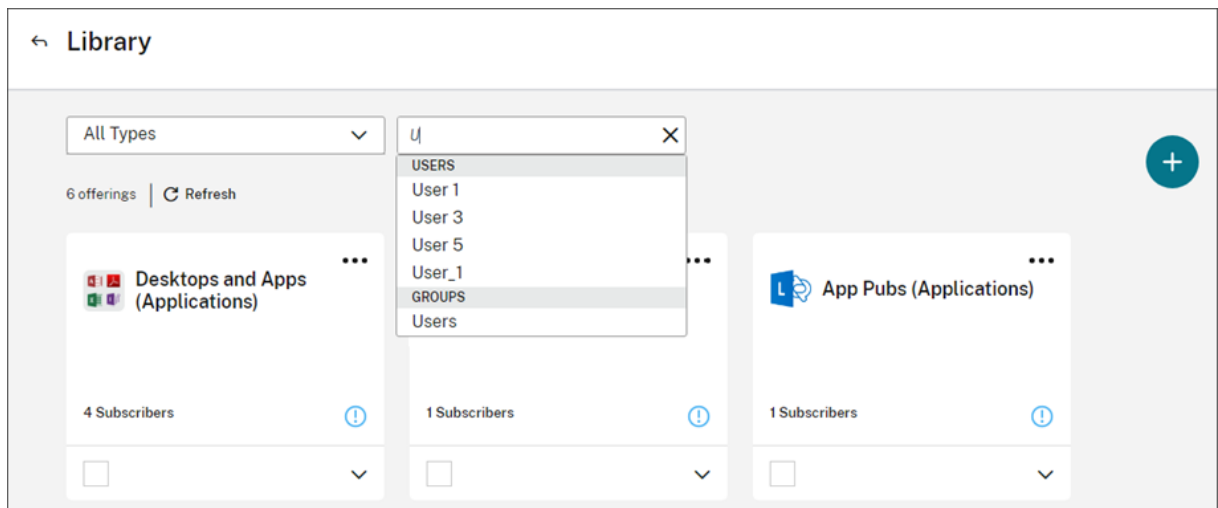 Library
All Types
U
6 offerings
Refresh
USERS
User 1
User 3
User 5
User_1
GROUPS
Users
Desktops and Apps
(Applications)
4 Subscribers
1 Subscribers
L
App Pubs (Applications)
1 Subscribers